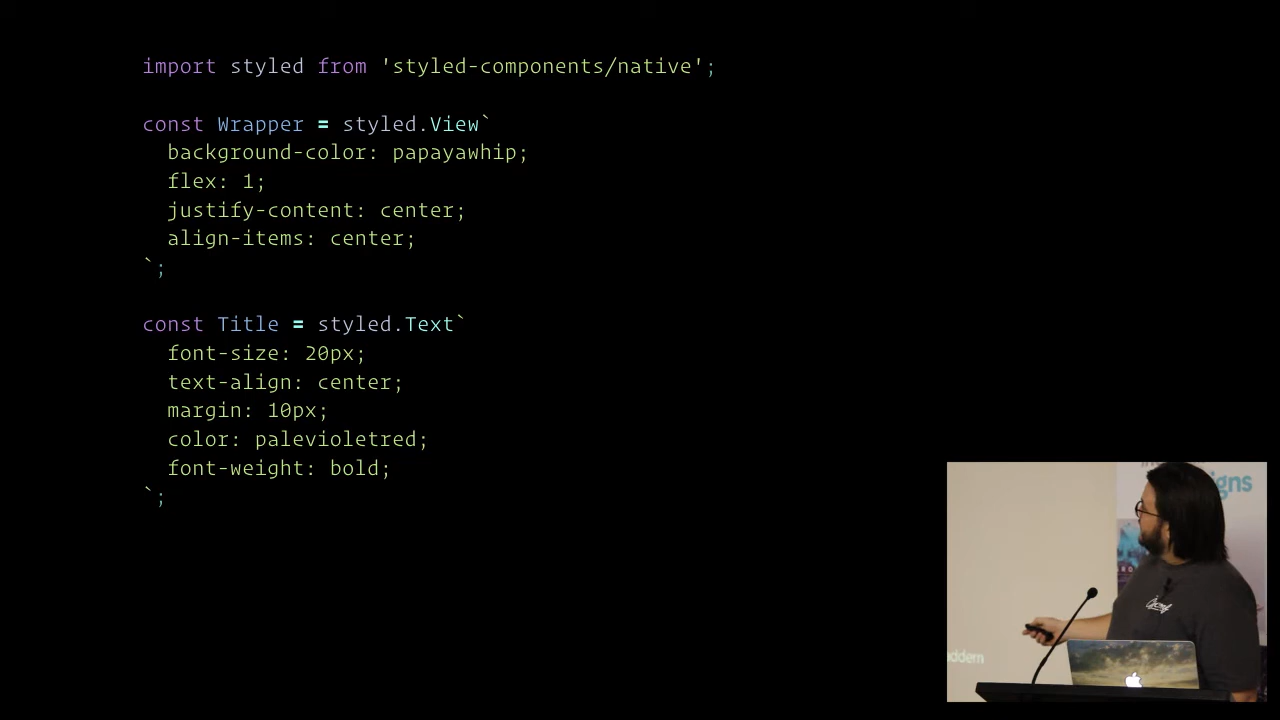 import styled from 'styled-components/native';
const Wrapper = styled.View`
  background-color: papayawhip;
  flex: 1;
  justify-content: center;
  align-items: center;
`;
const Title = styled.Text`
  font-size: 20px;
  text-align: center;
  margin: 10px;
  color: palevioletred;
  font-weight: bold;
`;
igns
addern